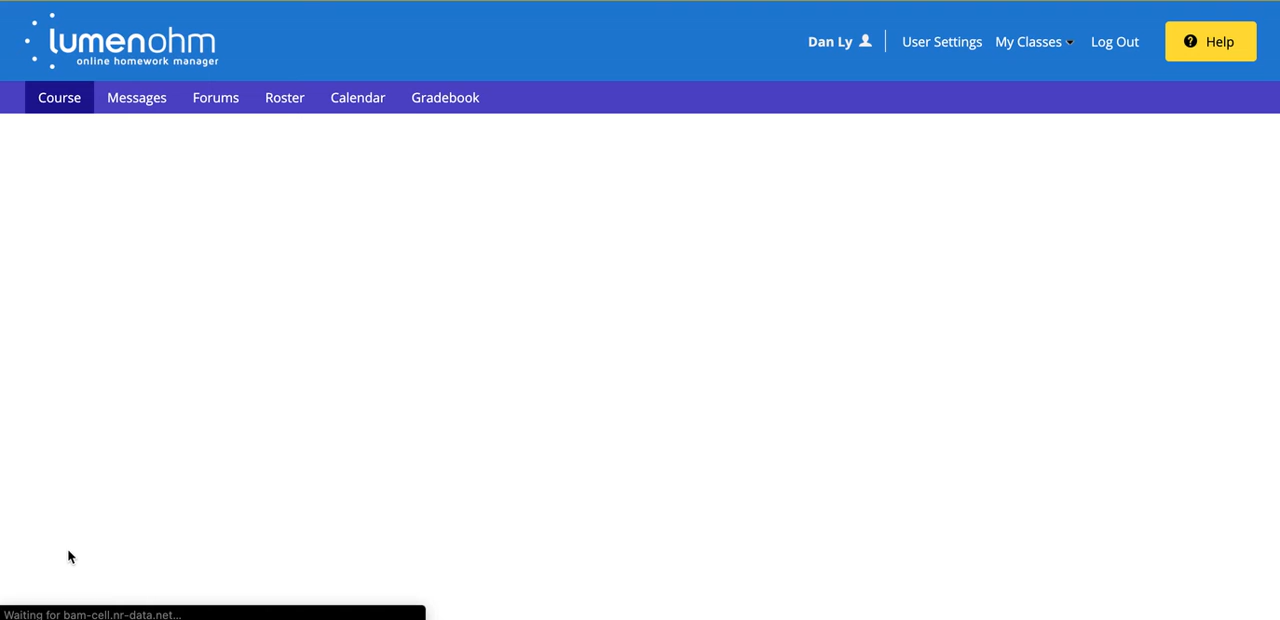 lumenohm
online homework manager
Dan Ly User Settings My Classes Log Out Help
Course Messages Forums Roster Calendar Gradebook
Waiting for bam-cell.nr-data.net...